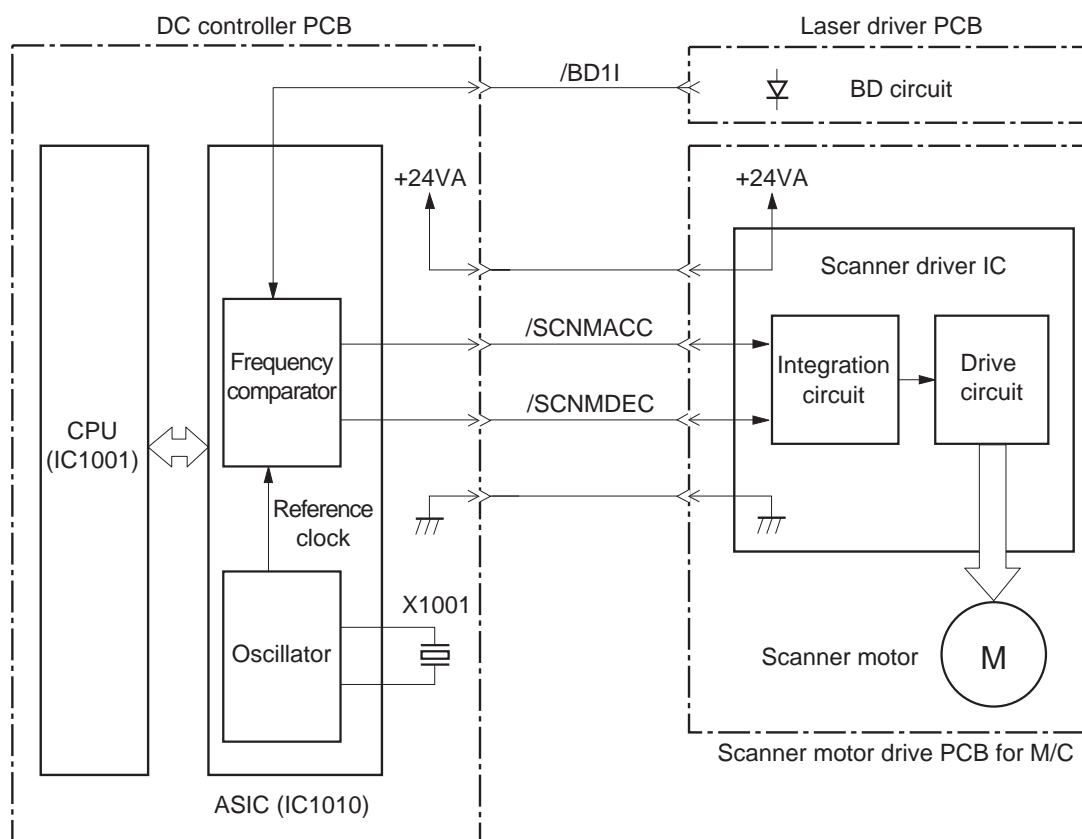 DC controller PCB
Laser driver PCB
/BD1I
BD circuit
+24VA
+24VA
Scanner driver IC
/SCNMACC
Frequency
comparator
Integration
circuit
Drive
circuit
/SCNMDEC
CPU
(IC1001)
Reference
clock
X1001
Oscillator
Scanner motor
M
Scanner motor drive PCB for M/C
ASIC (IC1010)